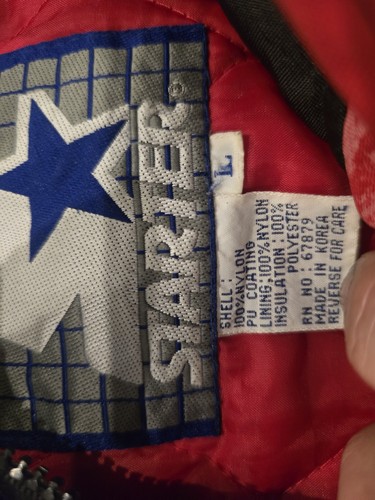 STARTER®
L
SHELL:
100%NYLON
PU COATING
LINING,100%NYLON
INSULATION:100%
POLYESTER
RN NO: 67879
MADE IN KOREA
REVERSE FOR CARE